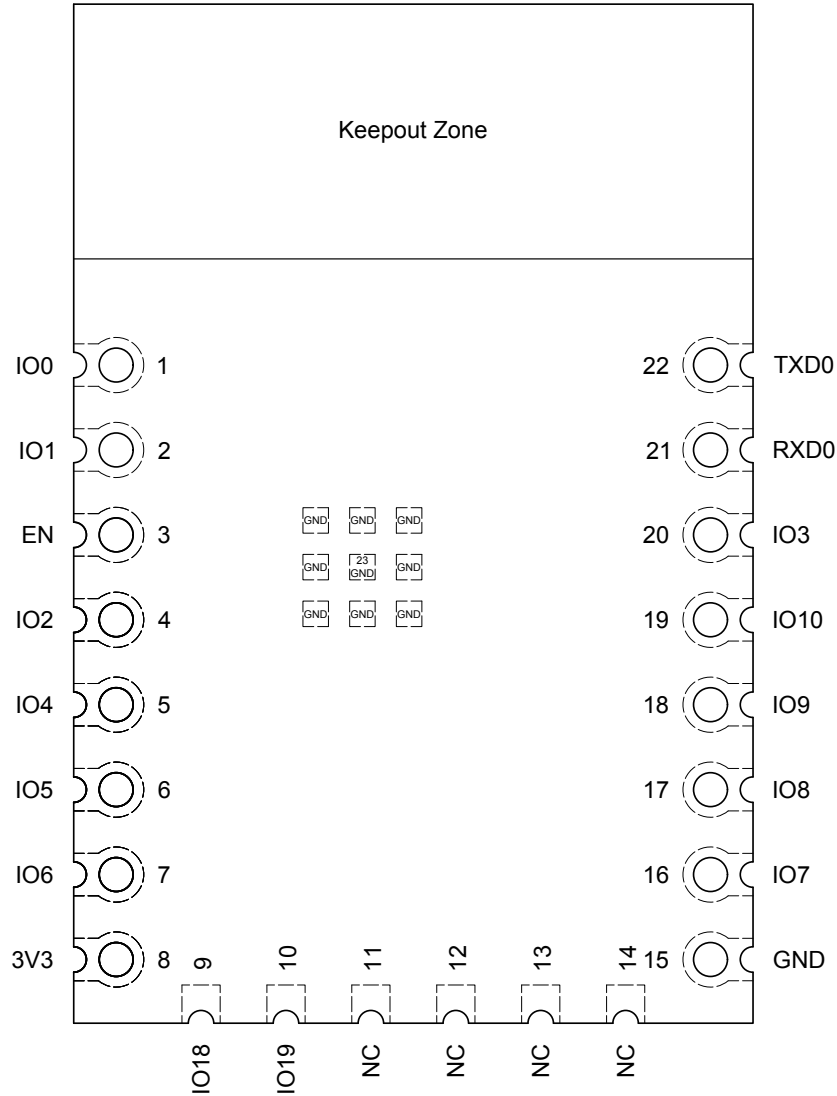 Keepout Zone
IO0 1 22 TXD0
IO1 2 21 RXD0
EN 3 20 IO3
GND GND GND
GND 23 GND GND
GND GND GND
IO2 4 19 IO10
IO4 5 18 IO9
IO5 6 17 IO8
IO6 7 16 IO7
3V3 8 9 10 11 12 13 14 15 GND
IO18 IO19 NC NC NC NC